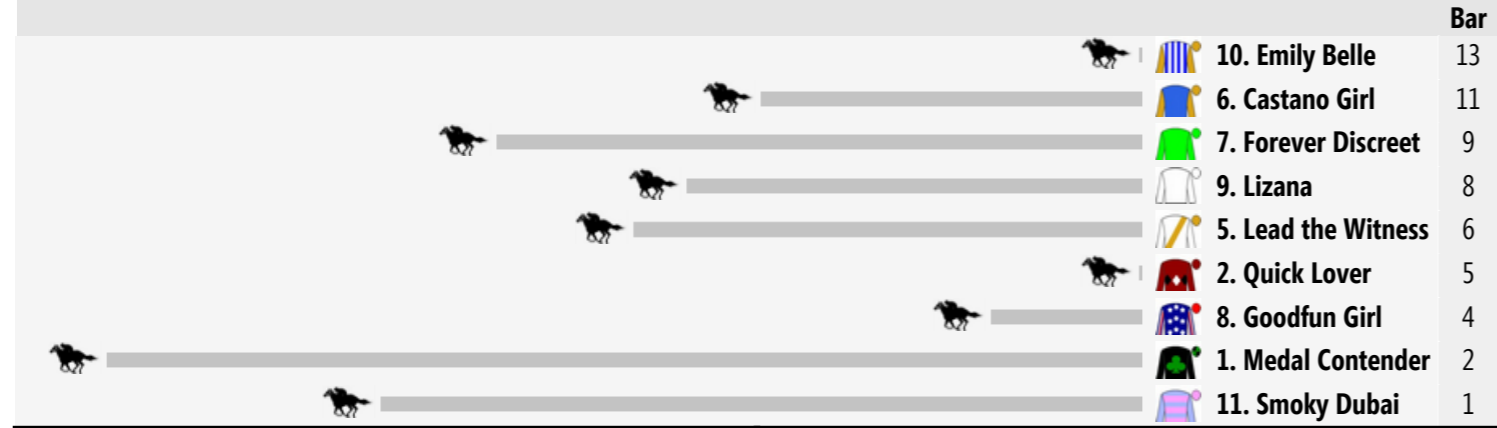 Bar
10. Emily Belle 13
6. Castano Girl 11
7. Forever Discreet 9
9. Lizana 8
5. Lead the Witness 6
2. Quick Lover 5
8. Goodfun Girl 4
1. Medal Contender 2
11. Smoky Dubai 1